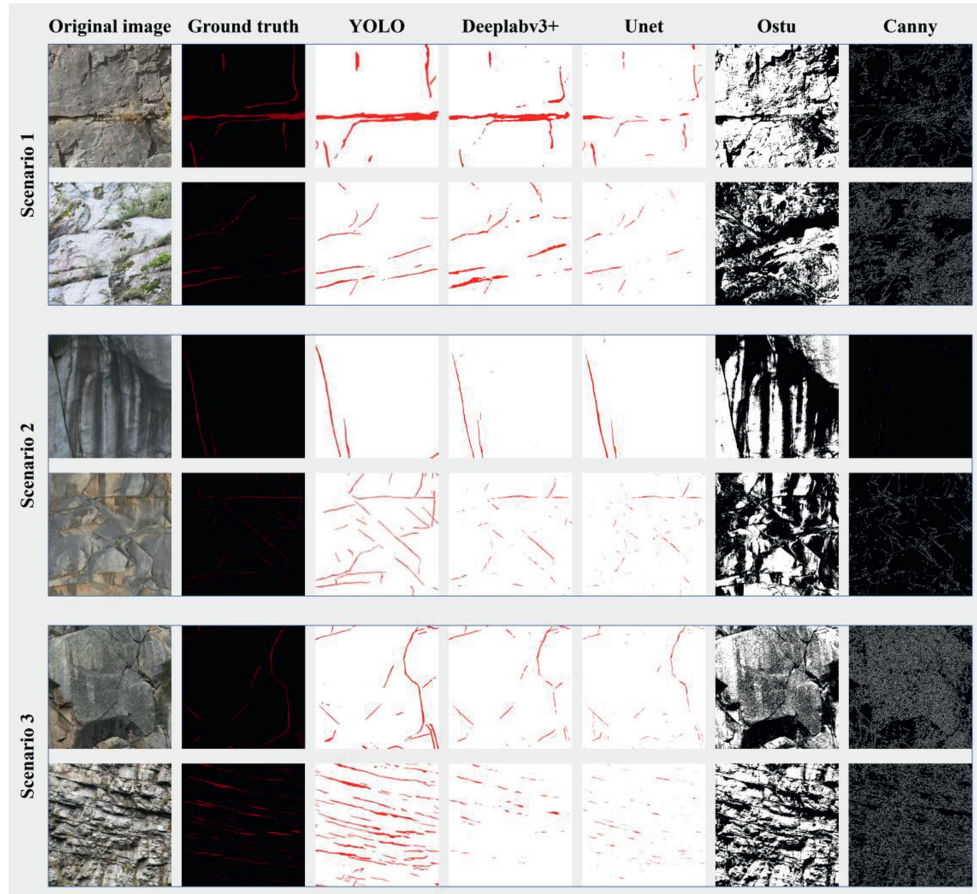 Original image Ground truth YOLO Deeplabv3+ Unet Ostu Canny
Scenario 1
Scenario 2
Scenario 3